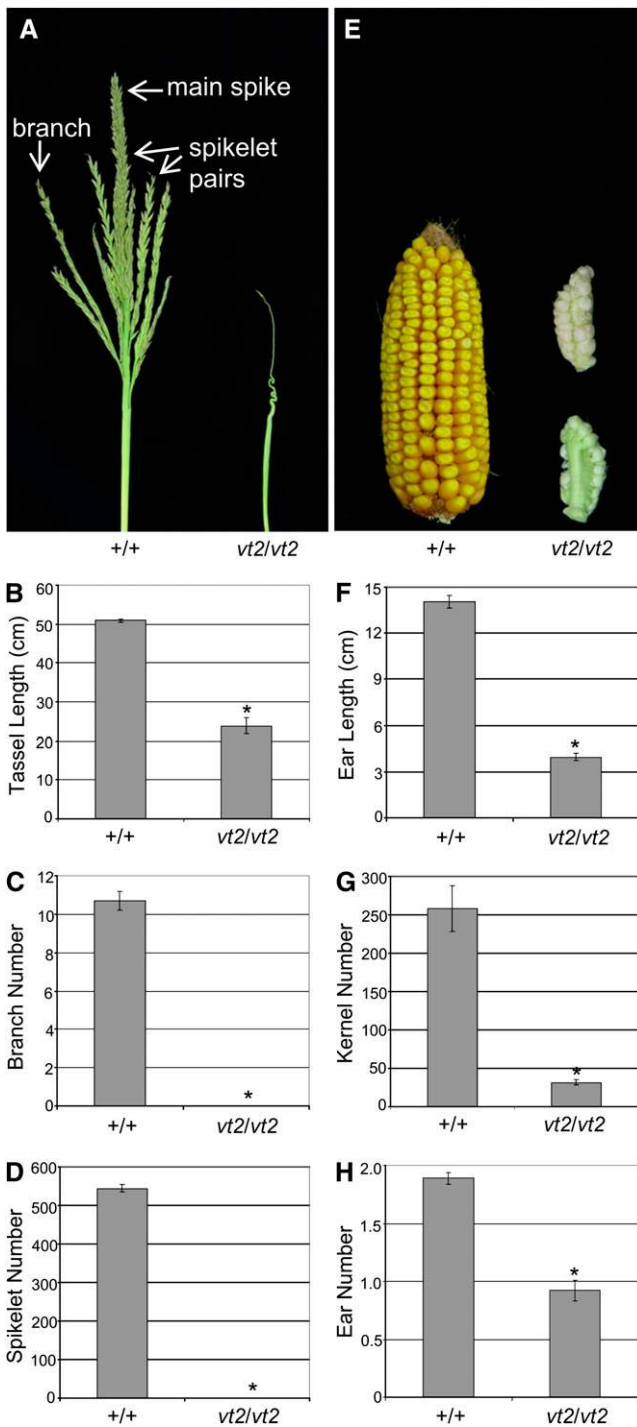 A
main spike
branch
spikelet
pairs
+/+
vt2/vt2
E
+/+
vt2/vt2
B
Tassel Length (cm)
60
50
40
30
20
10
0
*
+/+
vt2/vt2
F
Ear Length (cm)
15
12
9
6
3
0
*
+/+
vt2/vt2
C
Branch Number
12
10
8
6
4
2
0
*
+/+
vt2/vt2
G
Kernel Number
300
250
200
150
100
50
0
*
+/+
vt2/vt2
D
Spikelet Number
600
500
400
300
200
100
0
*
+/+
vt2/vt2
H
Ear Number
2.0
1.5
1.0
0.5
0
*
+/+
vt2/vt2